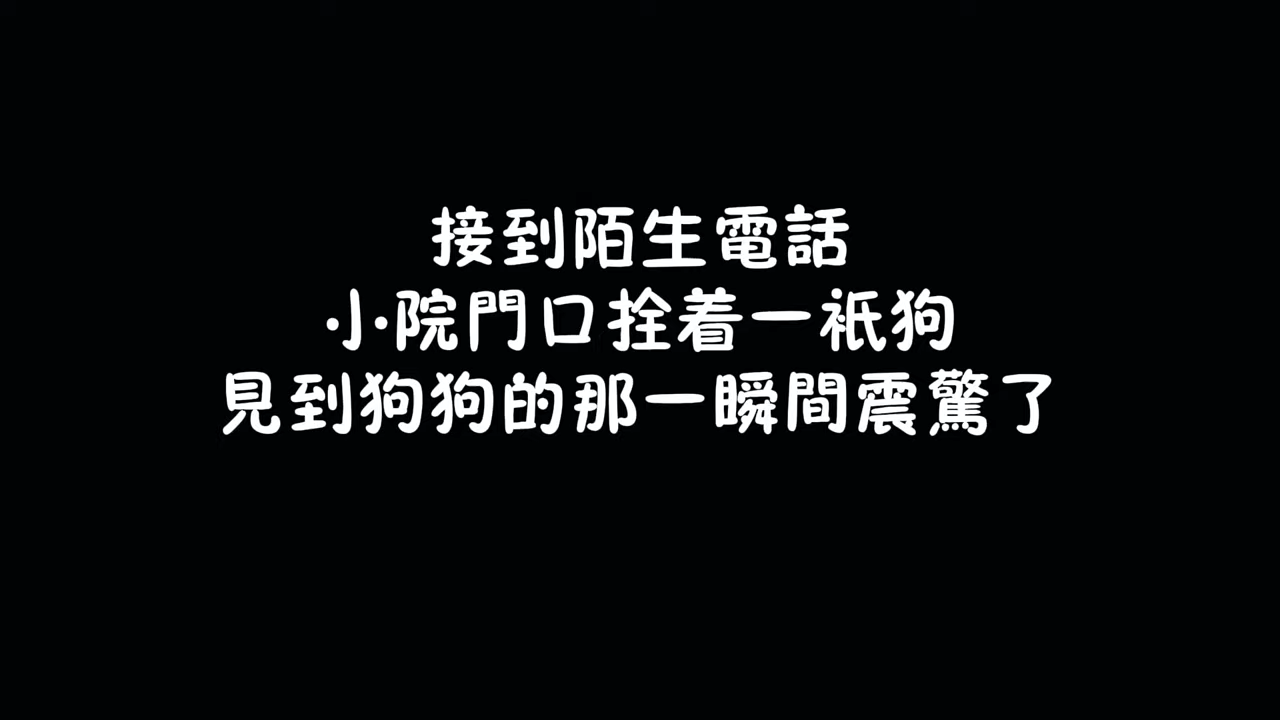 接到陌生電話
小院門口拴着一衹狗
見到狗狗的那一瞬間震驚了